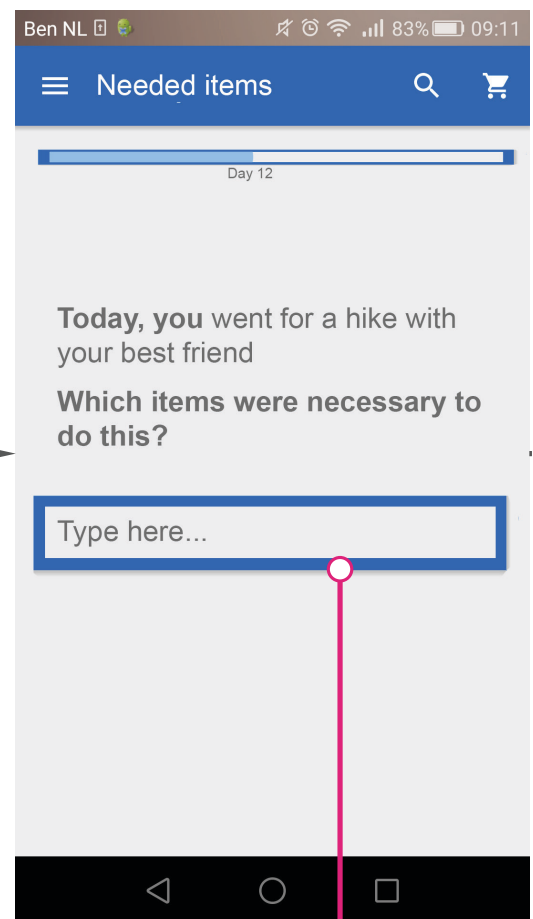 Ben NL 83% 09:11
Needed items
Day 12
Today, you went for a hike with
your best friend
Which items were necessary to
do this?
Type here...